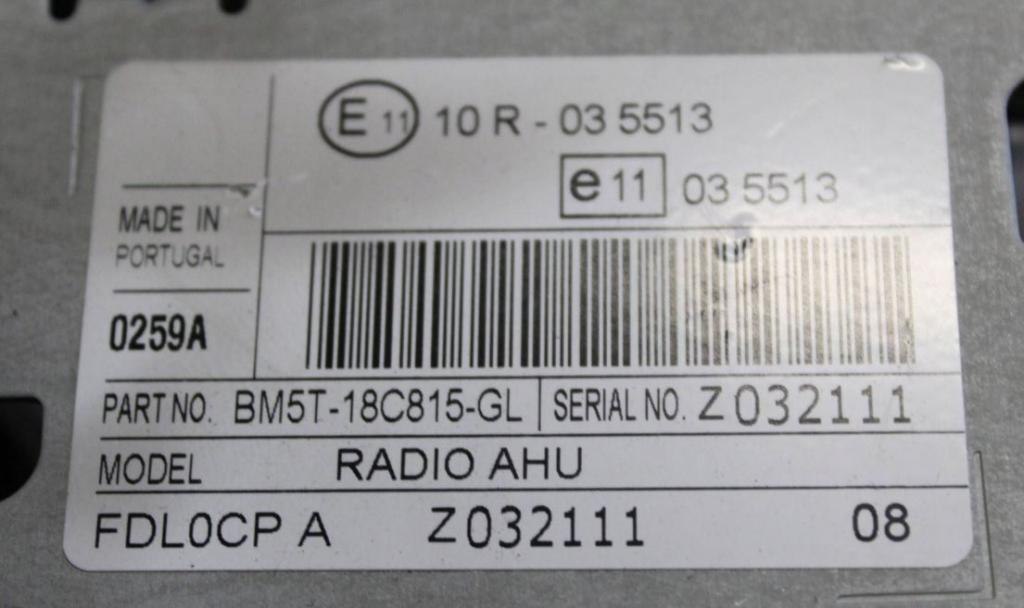 E 11 10 R - 03 5513
e 11 03 5513
MADE IN
PORTUGAL
0259A
PART NO. BM5T-18C815-GL SERIAL NO. Z032111
MODEL RADIO AHU
FDL0CP A Z032111 08